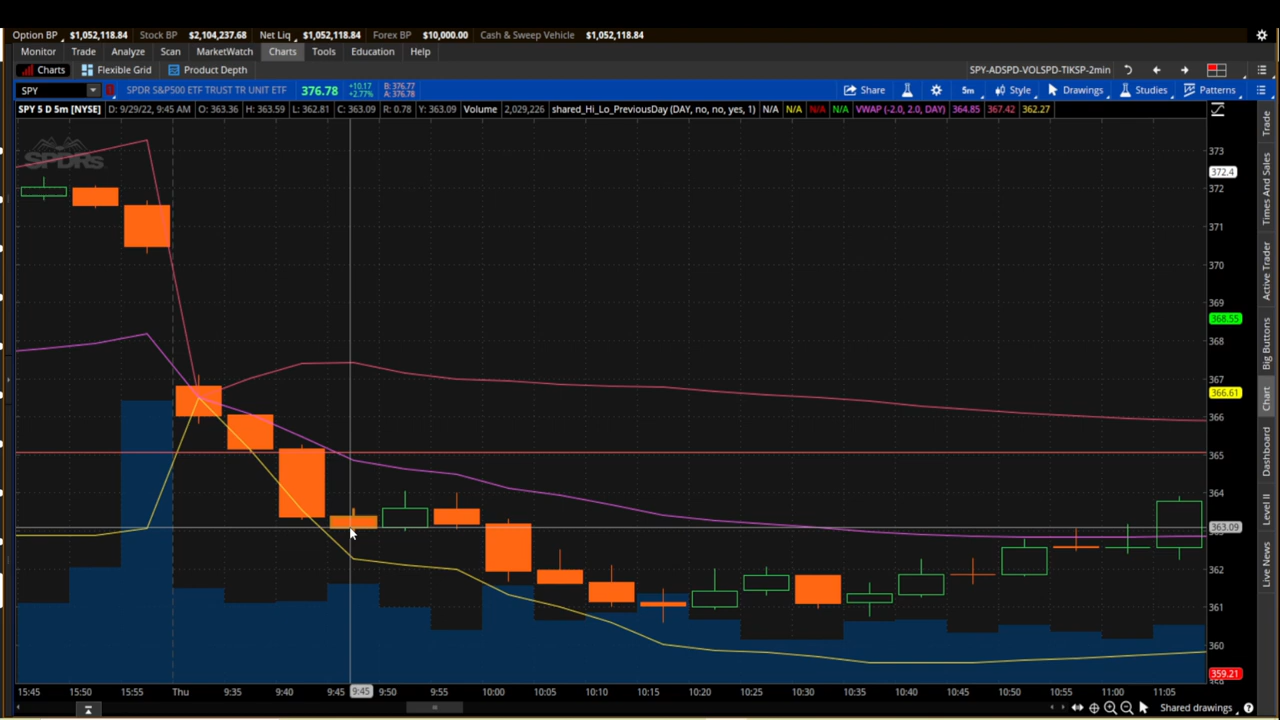 Option BP $1,052,118.84 Stock BP $2,104,237.68 Net Liq $1,052,118.84 Forex BP $10,000.00 Cash & Sweep Vehicle $1,052,118.84
Monitor Trade Analyze Scan MarketWatch Charts Tools Education Help
Charts Flexible Grid Product Depth SPY-ADSPD-VOLSPD-TIKSP-2min
SPY SPDR S&P500 ETF TRUST TR UNIT ETF 376.78 +10.17 +2.77% B: 376.77 A: 376.78 Share 5m Style Drawings Studies Patterns
SPY 5 D 5m [NYSE] D: 9/29/22, 9:45 AM O: 363.36 H: 363.59 L: 362.81 C: 363.09 R: 0.78 Y: 363.09 Volume 2,029,226 shared_Hi_Lo_PreviousDay (DAY, no, no, yes, 1) N/A N/A N/A N/A VWAP (-2.0, 2.0, DAY) 364.85 367.42 362.27
SPDRs
373
372.4
372
371
370
369
368.55
368
367
366.61
366
365
364
363.09
362
361
360
359.21
Trade
Times And Sales
Active Trader
Big Buttons
Chart
Dashboard
Level II
Live News
15:45 15:50 15:55 Thu 9:35 9:40 9:45 9:45 9:50 9:55 10:00 10:05 10:10 10:15 10:20 10:25 10:30 10:35 10:40 10:45 10:50 10:55 11:00 11:05
Shared drawings